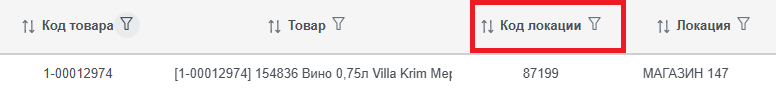 Код товара Товар Код локации Локация
1-00012974 [1-00012974] 154836 Вино 0,75л Villa Krim Мер 87199 МАГАЗИН 147